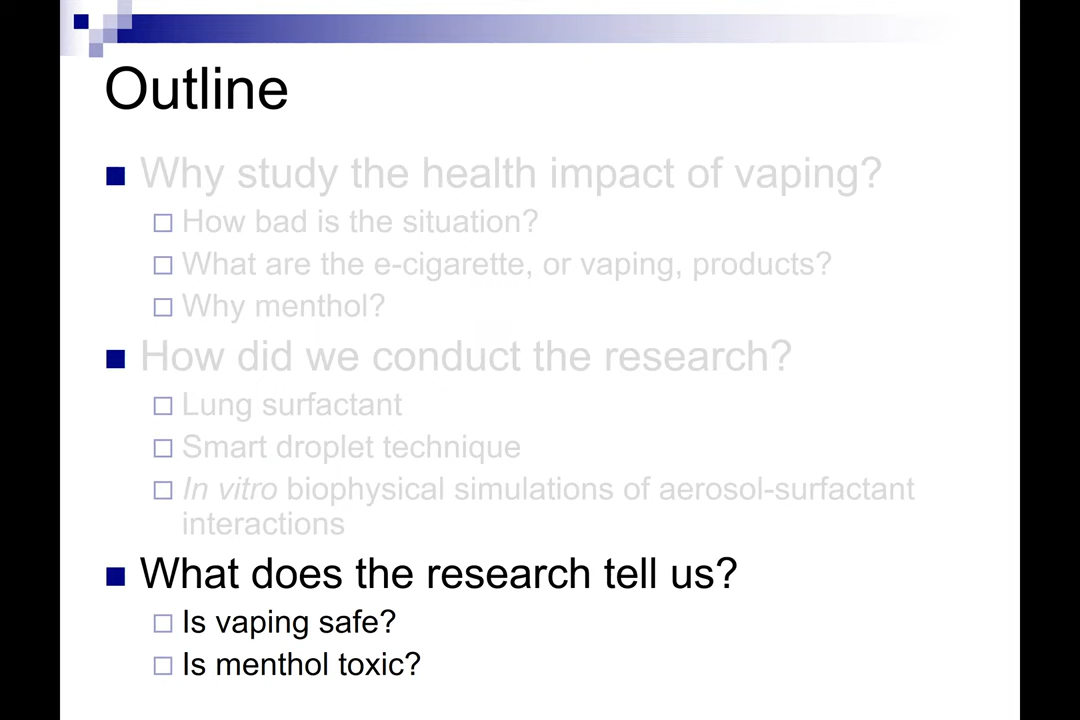 Outline
Why study the health impact of vaping?
How bad is the situation?
What are the e-cigarette, or vaping, products?
Why menthol?
How did we conduct the research?
Lung surfactant
Smart droplet technique
In vitro biophysical simulations of aerosol-surfactant
interactions
What does the research tell us?
Is vaping safe?
Is menthol toxic?